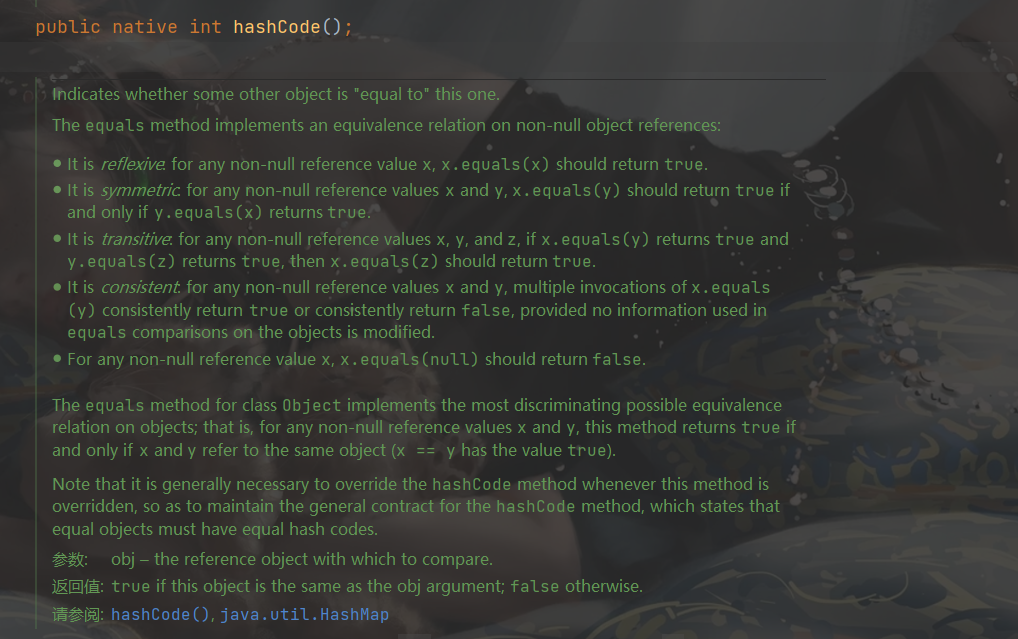 public native int hashCode();
Indicates whether some other object is "equal to" this one.
The equals method implements an equivalence relation on non-null object references:
• It is reflexive: for any non-null reference value x, x.equals(x) should return true.
• It is symmetric: for any non-null reference values x and y, x.equals(y) should return true if
and only if y.equals(x) returns true.
• It is transitive: for any non-null reference values x, y, and z, if x.equals(y) returns true and
y.equals(z) returns true, then x.equals(z) should return true.
• It is consistent: for any non-null reference values x and y, multiple invocations of x.equals
(y) consistently return true or consistently return false, provided no information used in
equals comparisons on the objects is modified.
• For any non-null reference value x, x.equals(null) should return false.
The equals method for class Object implements the most discriminating possible equivalence
relation on objects; that is, for any non-null reference values x and y, this method returns true if
and only if x and y refer to the same object (x == y has the value true).
Note that it is generally necessary to override the hashCode method whenever this method is
overridden, so as to maintain the general contract for the hashCode method, which states that
equal objects must have equal hash codes.
参数: obj – the reference object with which to compare.
返回值: true if this object is the same as the obj argument; false otherwise.
请参阅: hashCode(), java.util.HashMap